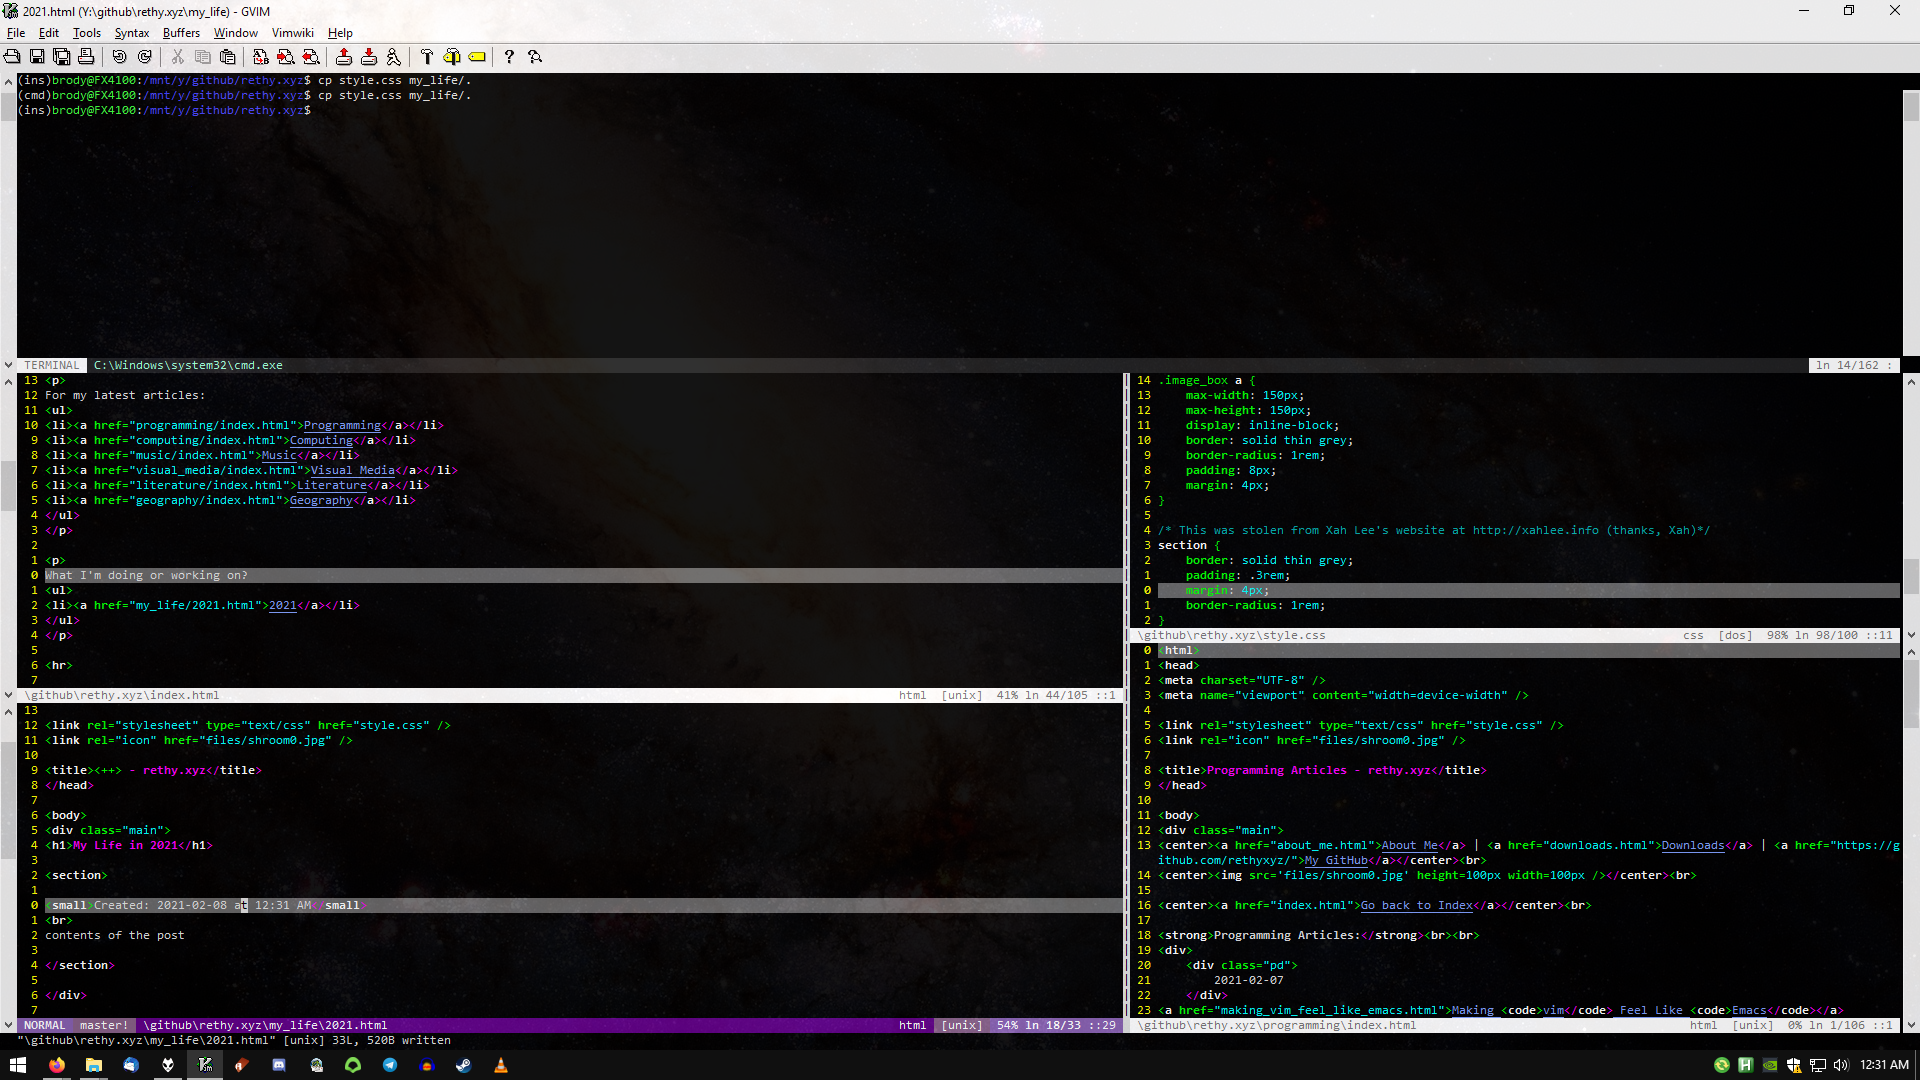 2021.html (Y:\github\rethy.xyz\my_life) - GVIM
File Edit Tools Syntax Buffers Window Vimwiki Help
(ins)brody@FX4100:/mnt/y/github/rethy.xyz$ cp style.css my_life/.
(cmd)brody@FX4100:/mnt/y/github/rethy.xyz$ cp style.css my_life/.
(ins)brody@FX4100:/mnt/y/github/rethy.xyz$
TERMINAL C:\Windows\system32\cmd.exe ln 14/162 :
13 <p>
12 For my latest articles:
11 <ul>
10 <li><a href="programming/index.html">Programming</a></li>
9 <li><a href="computing/index.html">Computing</a></li>
8 <li><a href="music/index.html">Music</a></li>
7 <li><a href="visual_media/index.html">Visual Media</a></li>
6 <li><a href="literature/index.html">Literature</a></li>
5 <li><a href="geography/index.html">Geography</a></li>
4 </ul>
3 </p>
2
1 <p>
0 What I'm doing or working on?
1 <ul>
2 <li><a href="my_life/2021.html">2021</a></li>
3 </ul>
4 </p>
5
6 <hr>
7
\github\rethy.xyz\index.html html [unix] 41% ln 44/105 ::1
13
12 <link rel="stylesheet" type="text/css" href="style.css" />
11 <link rel="icon" href="files/shroom0.jpg" />
10
9 <title><++> - rethy.xyz</title>
8 </head>
7
6 <body>
5 <div class="main">
4 <h1>My Life in 2021</h1>
3
2 <section>
1
0 <small>Created: 2021-02-08 at 12:31 AM</small>
1 <br>
2 contents of the post
3
4 </section>
5
6 </div>
7
NORMAL master! \github\rethy.xyz\my_life\2021.html html [unix] 54% ln 18/33 ::29
"\github\rethy.xyz\my_life\2021.html" [unix] 33L, 520B written
14 .image_box a {
13 max-width: 150px;
12 max-height: 150px;
11 display: inline-block;
10 border: solid thin grey;
9 border-radius: 1rem;
8 padding: 8px;
7 margin: 4px;
6 }
5
4 /* This was stolen from Xah Lee's website at http://xahlee.info (thanks, Xah)*/
3 section {
2 border: solid thin grey;
1 padding: .3rem;
0 margin: 4px;
1 border-radius: 1rem;
2 }
\github\rethy.xyz\style.css css [dos] 98% ln 98/100 ::11
0 <html>
1 <head>
2 <meta charset="UTF-8" />
3 <meta name="viewport" content="width=device-width" />
4
5 <link rel="stylesheet" type="text/css" href="style.css" />
6 <link rel="icon" href="files/shroom0.jpg" />
7
8 <title>Programming Articles - rethy.xyz</title>
9 </head>
10
11 <body>
12 <div class="main">
13 <center><a href="about_me.html">About Me</a> | <a href="downloads.html">Downloads</a> | <a href="https://g
ithub.com/rethyxyz/">My GitHub</a></center><br>
14 <center><img src='files/shroom0.jpg' height=100px width=100px /></center><br>
15
16 <center><a href="index.html">Go back to Index</a></center><br>
17
18 <strong>Programming Articles:</strong><br><br>
19 <div>
20 <div class="pd">
21 2021-02-07
22 </div>
23 <a href="making_vim_feel_like_emacs.html">Making <code>vim</code> Feel Like <code>Emacs</code></a>
\github\rethy.xyz\programming\index.html html [unix] 0% ln 1/106 ::1
12:31 AM